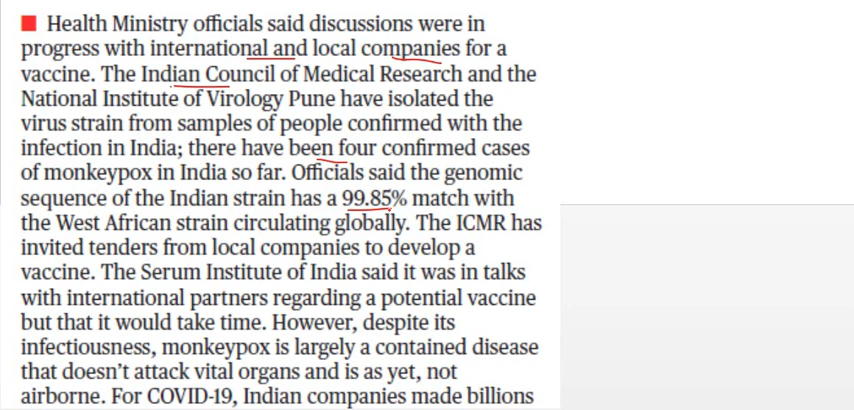 Health Ministry officials said discussions were in
progress with international and local companies for a
vaccine. The Indian Council of Medical Research and the
National Institute of Virology Pune have isolated the
virus strain from samples of people confirmed with the
infection in India; there have been four confirmed cases
of monkeypox in India so far. Officials said the genomic
sequence of the Indian strain has a 99.85% match with
the West African strain circulating globally. The ICMR has
invited tenders from local companies to develop a
vaccine. The Serum Institute of India said it was in talks
with international partners regarding a potential vaccine
but that it would take time. However, despite its
infectiousness, monkeypox is largely a contained disease
that doesn't attack vital organs and is as yet, not
airborne. For COVID-19, Indian companies made billions